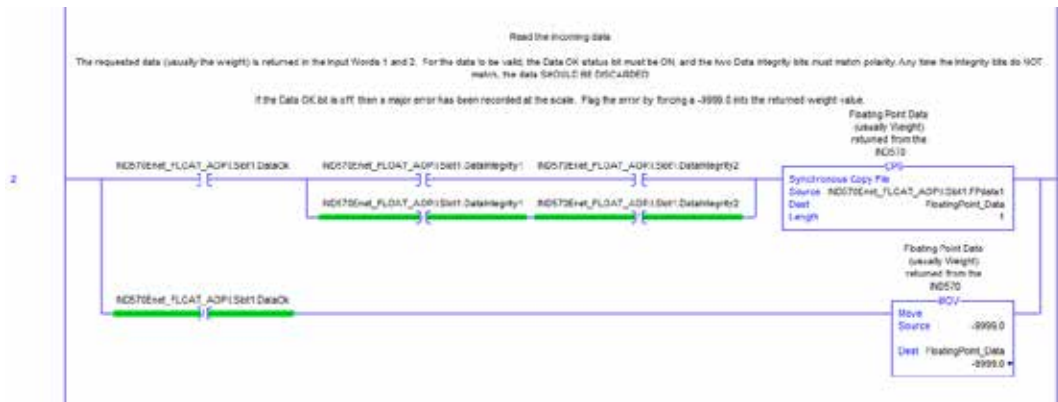 Read the incoming data
The requested data (usually the weight) is returned in the Input Words 1 and 2. For the data to be valid, the Data OK status bit must be ON, and the two Data Integrity bits must match polarity. Any time the Integrity bits do NOT
match, the data SHOULD BE DISCARDED
If the Data OK bit is off, then a major error has been recorded at the scale. Flag the error by forcing a -9999.0 into the returned weight value.
Floating Point Data
(usually Weight)
returned from the
IND570
IND570Enet_FLOAT_AOP:I.Slot1.DataOk IND570Enet_FLOAT_AOP:I.Slot1.DataIntegrity1 IND570Enet_FLOAT_AOP:I.Slot1.DataIntegrity2
CPS
2
Synchronous Copy File
Source IND570Enet_FLOAT_AOP:I.Slot1.FPdata1
Dest FloatingPoint_Data
Length 1
IND570Enet_FLOAT_AOP:I.Slot1.DataIntegrity1 IND570Enet_FLOAT_AOP:I.Slot1.DataIntegrity2
Floating Point Data
(usually Weight)
returned from the
IND570
IND570Enet_FLOAT_AOP:I.Slot1.DataOk
MOV
Move
Source -9999.0
Dest FloatingPoint_Data
-9999.0